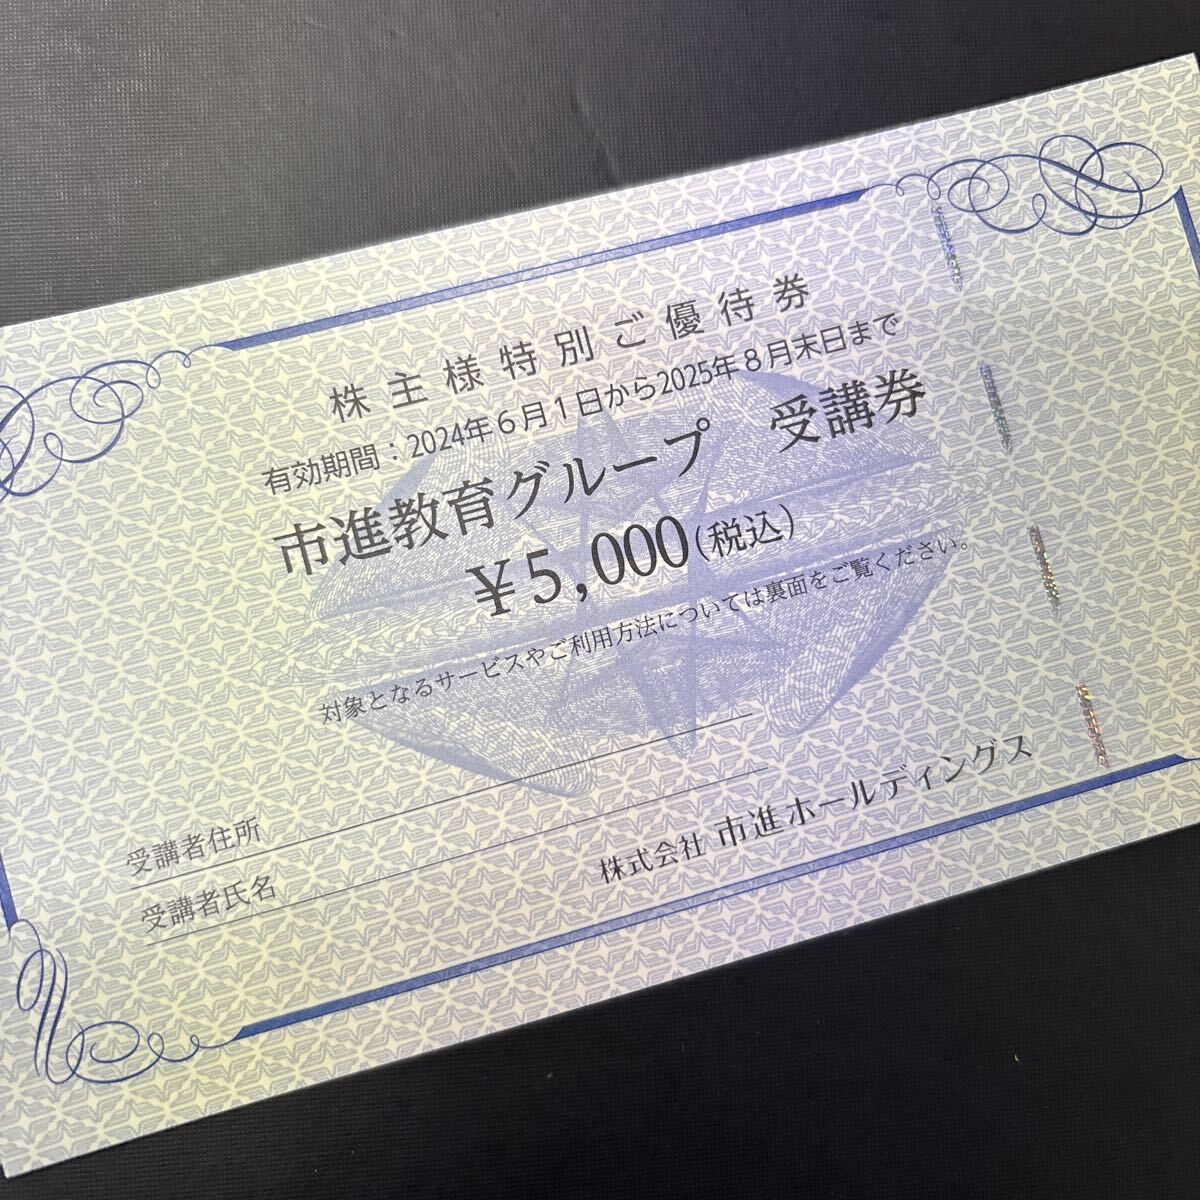 株主様特別ご優待券
有効期間：2024年６月１日から2025年８月末日まで
市進教育グループ　受講券
￥5,000(税込)
対象となるサービスやご利用方法については裏面をご覧ください。
受講者住所
受講者氏名
株式会社 市進ホールディングス